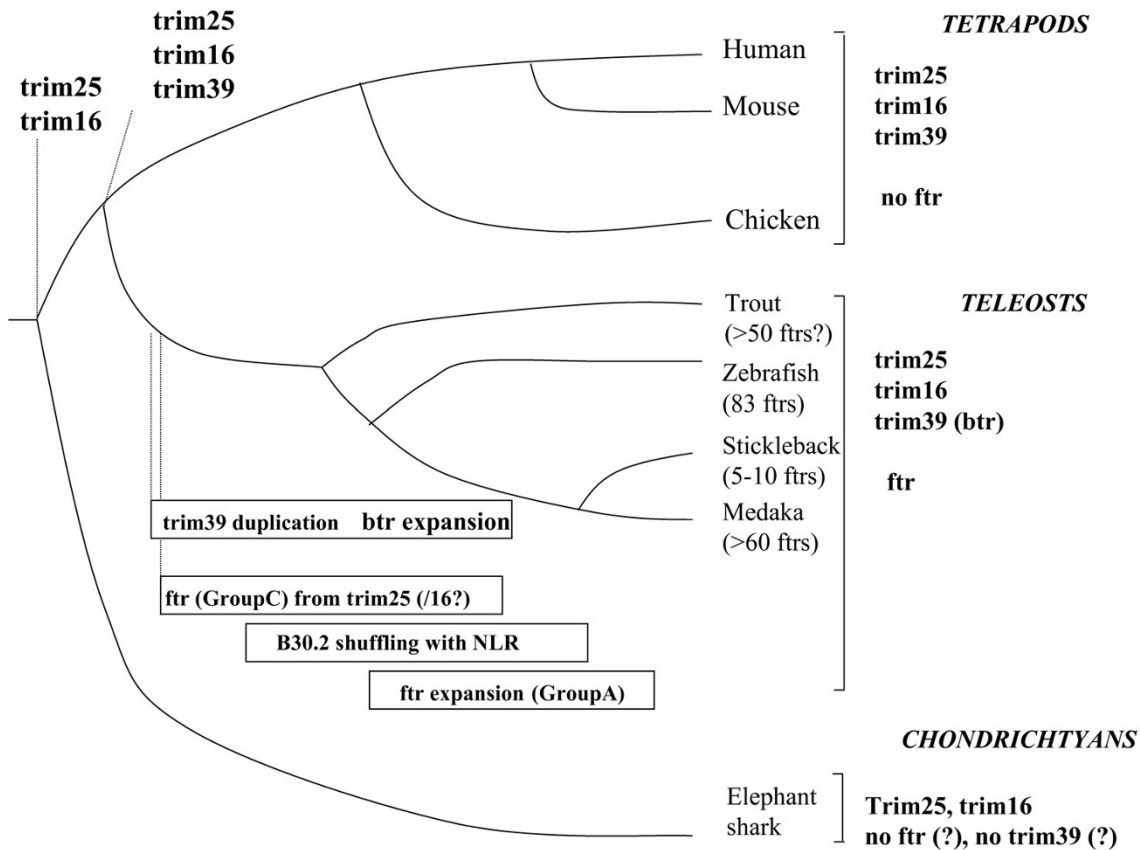 trim25
trim16
trim25
trim16
trim39
TETRAPODS
Human
Mouse
Chicken
trim25
trim16
trim39
no ftr
TELEOSTS
Trout
(>50 ftrs?)
Zebrafish
(83 ftrs)
Stickleback
(5-10 ftrs)
Medaka
(>60 ftrs)
trim25
trim16
trim39 (btr)
ftr
trim39 duplication btr expansion
ftr (GroupC) from trim25 (/16?)
B30.2 shuffling with NLR
ftr expansion (GroupA)
CHONDRICHTYANS
Elephant
shark
Trim25, trim16
no ftr (?), no trim39 (?)